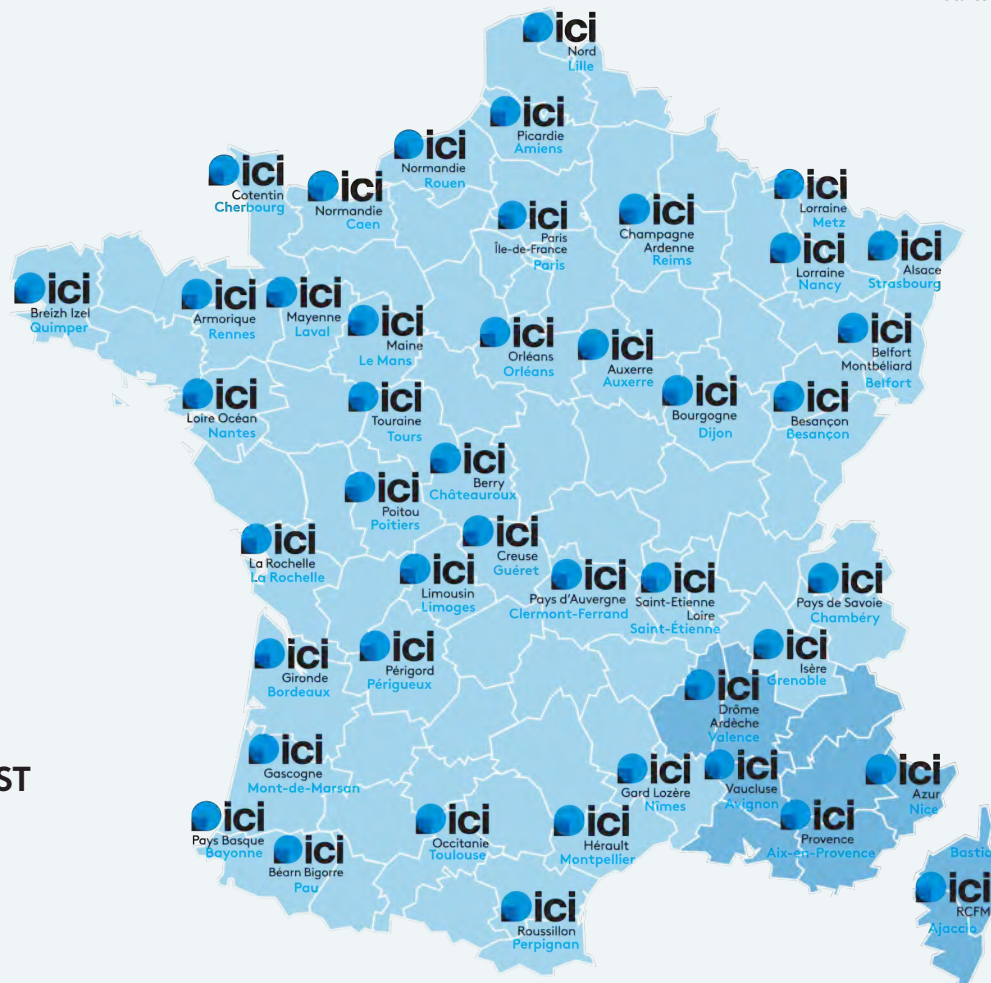 ici
Nord
Lille
ici
Picardie
Amiens
ici
Normandie
Rouen
ici
Cotentin
Cherbourg
ici
Normandie
Caen
ici
Paris
Île-de-France
Paris
ici
Champagne
Ardenne
Reims
ici
Lorraine
Metz
ici
Lorraine
Nancy
ici
Alsace
Strasbourg
ici
Breizh Izel
Quimper
ici
Armorique
Rennes
ici
Mayenne
Laval
ici
Maine
Le Mans
ici
Orléans
Orléans
ici
Auxerre
Auxerre
ici
Belfort
Montbéliard
Belfort
ici
Loire Océan
Nantes
ici
Touraine
Tours
ici
Bourgogne
Dijon
ici
Besançon
Besançon
ici
Berry
Châteauroux
ici
Poitou
Poitiers
ici
La Rochelle
La Rochelle
ici
Creuse
Guéret
ici
Limousin
Limoges
ici
Pays d'Auvergne
Clermont-Ferrand
ici
Saint-Etienne
Loire
Saint-Étienne
ici
Pays de Savoie
Chambéry
ici
Isère
Grenoble
ici
Gironde
Bordeaux
ici
Périgord
Périgueux
ici
Drôme
Ardèche
Valence
ici
Gascogne
Mont-de-Marsan
ST
ici
Gard Lozère
Nîmes
ici
Vaucluse
Avignon
ici
Azur
Nice
ici
Pays Basque
Bayonne
ici
Béarn Bigorre
Pau
ici
Occitanie
Toulouse
ici
Hérault
Montpellier
ici
Provence
Aix-en-Provence
Bastia
ici
RCFM
Ajaccio
ici
Roussillon
Perpignan